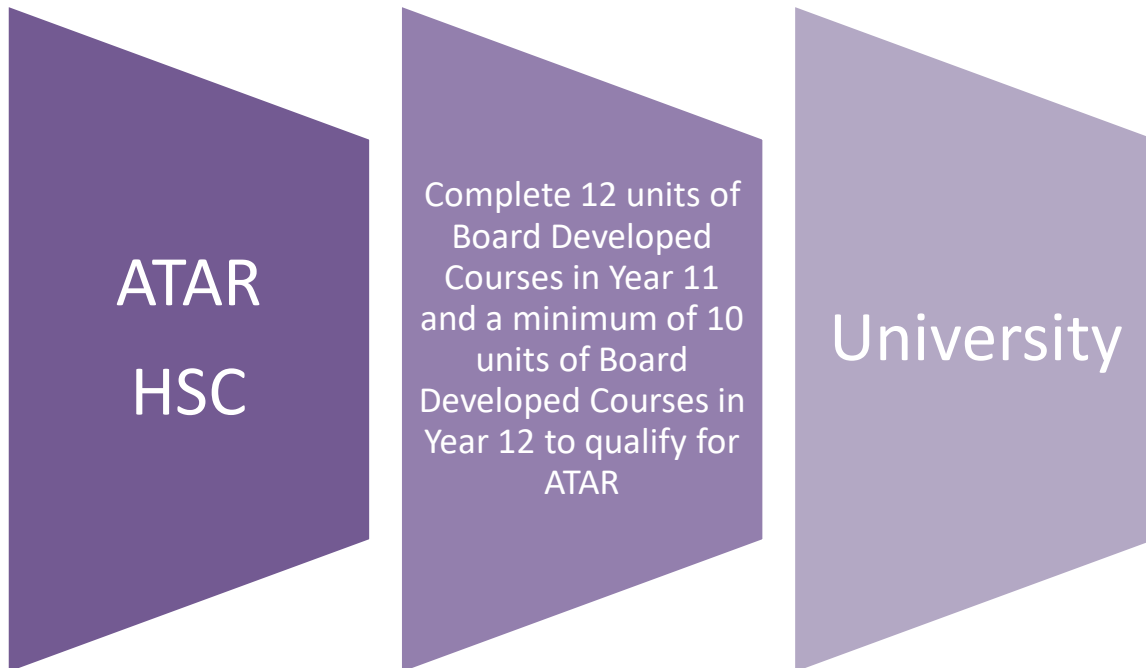 ATAR
HSC
Complete 12 units of
Board Developed
Courses in Year 11
and a minimum of 10
units of Board
Developed Courses in
Year 12 to qualify for
ATAR
University